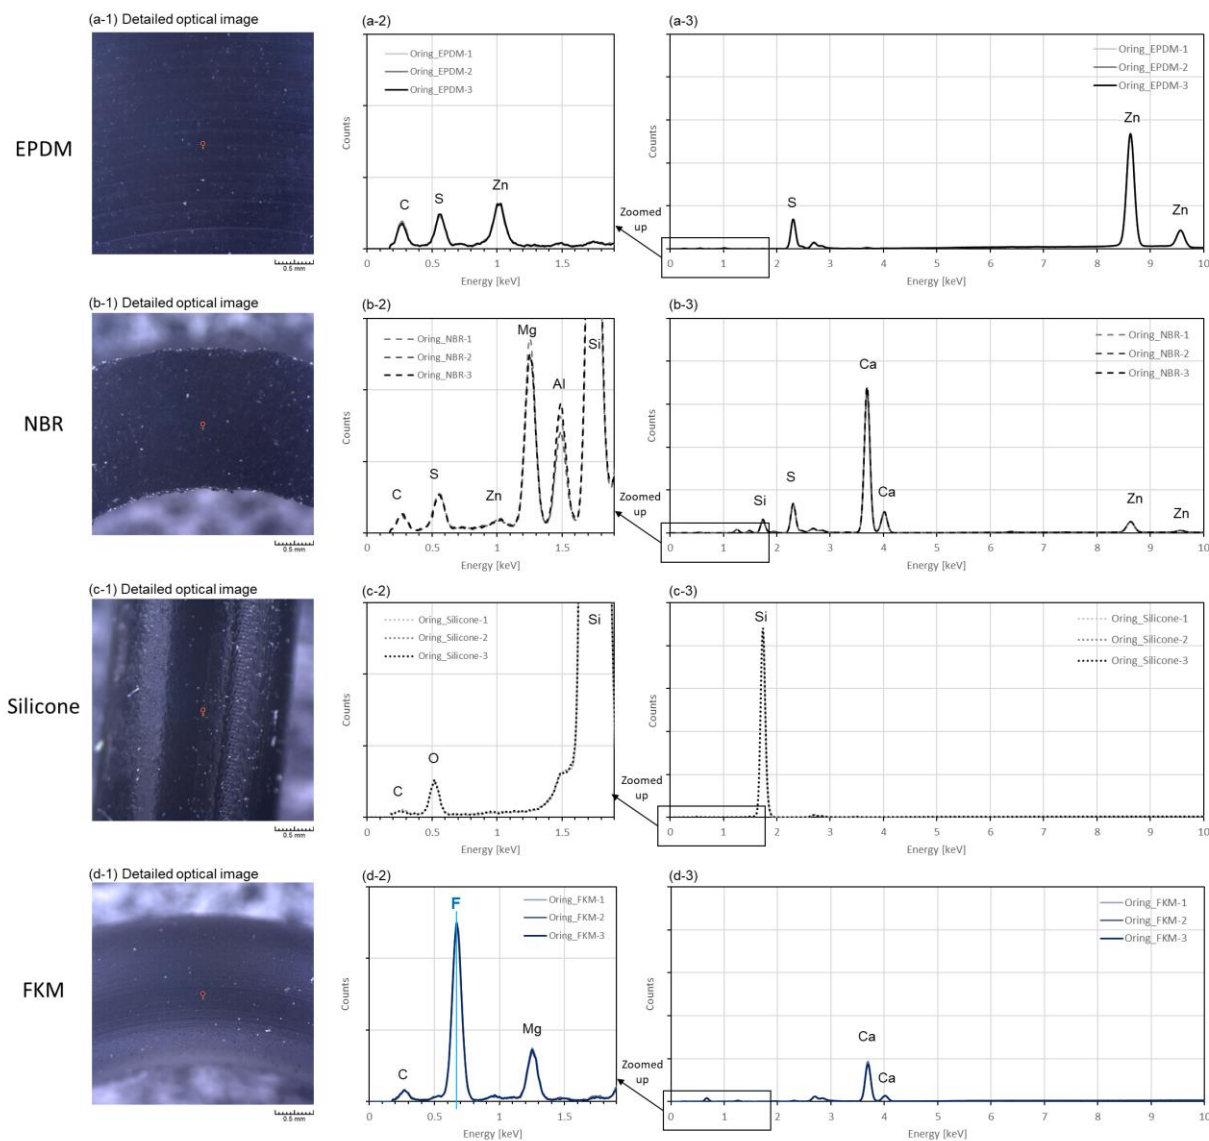 (a-1) Detailed optical image
(a-2)
(a-3)
EPDM
0.5 mm
Counts
Oring_EPDM-1
Oring_EPDM-2
Oring_EPDM-3
C
S
Zn
0
0.5
1
1.5
Energy [keV]
Zoomed
up
Counts
Oring_EPDM-1
Oring_EPDM-2
Oring_EPDM-3
S
Zn
Zn
0 1 2 3 4 5 6 7 8 9 10
Energy [keV]
(b-1) Detailed optical image
(b-2)
(b-3)
NBR
0.5 mm
Counts
Oring_NBR-1
Oring_NBR-2
Oring_NBR-3
C
S
Zn
Mg
Al
Si
0
0.5
1
1.5
Energy [keV]
Zoomed
up
Counts
Oring_NBR-1
Oring_NBR-2
Oring_NBR-3
Si
S
Ca
Ca
Zn
Zn
0 1 2 3 4 5 6 7 8 9 10
Energy [keV]
(c-1) Detailed optical image
(c-2)
(c-3)
Silicone
0.5 mm
Counts
Oring_Silicone-1
Oring_Silicone-2
Oring_Silicone-3
C
O
Si
0
0.5
1
1.5
Energy [keV]
Zoomed
up
Counts
Oring_Silicone-1
Oring_Silicone-2
Oring_Silicone-3
Si
0 1 2 3 4 5 6 7 8 9 10
Energy [keV]
(d-1) Detailed optical image
(d-2)
(d-3)
FKM
0.5 mm
Counts
Oring_FKM-1
Oring_FKM-2
Oring_FKM-3
C
F
Mg
0
0.5
1
1.5
Energy [keV]
Zoomed
up
Counts
Oring_FKM-1
Oring_FKM-2
Oring_FKM-3
Ca
Ca
0 1 2 3 4 5 6 7 8 9 10
Energy [keV]